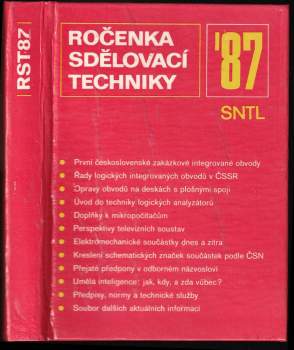 RST87
ROČENKA
SDĚLOVACÍ
TECHNIKY
'87
SNTL
První československé zakázkové integrované obvody
Řady logických integrovaných obvodů v ČSSR
Opravy obvodů na deskách s plošnými spoji
Úvod do techniky logických analyzátorů
Doplňky k mikropočítačům
Perspektivy televizních soustav
Elektromechanické součástky dnes a zítra
Kreslení schematických značek součástek podle ČSN
Přejaté předpony v odborném názvosloví
Umělá inteligence: jak, kdy, a zda vůbec?
Předpisy, normy a technické služby
Soubor dalších aktuálních informací